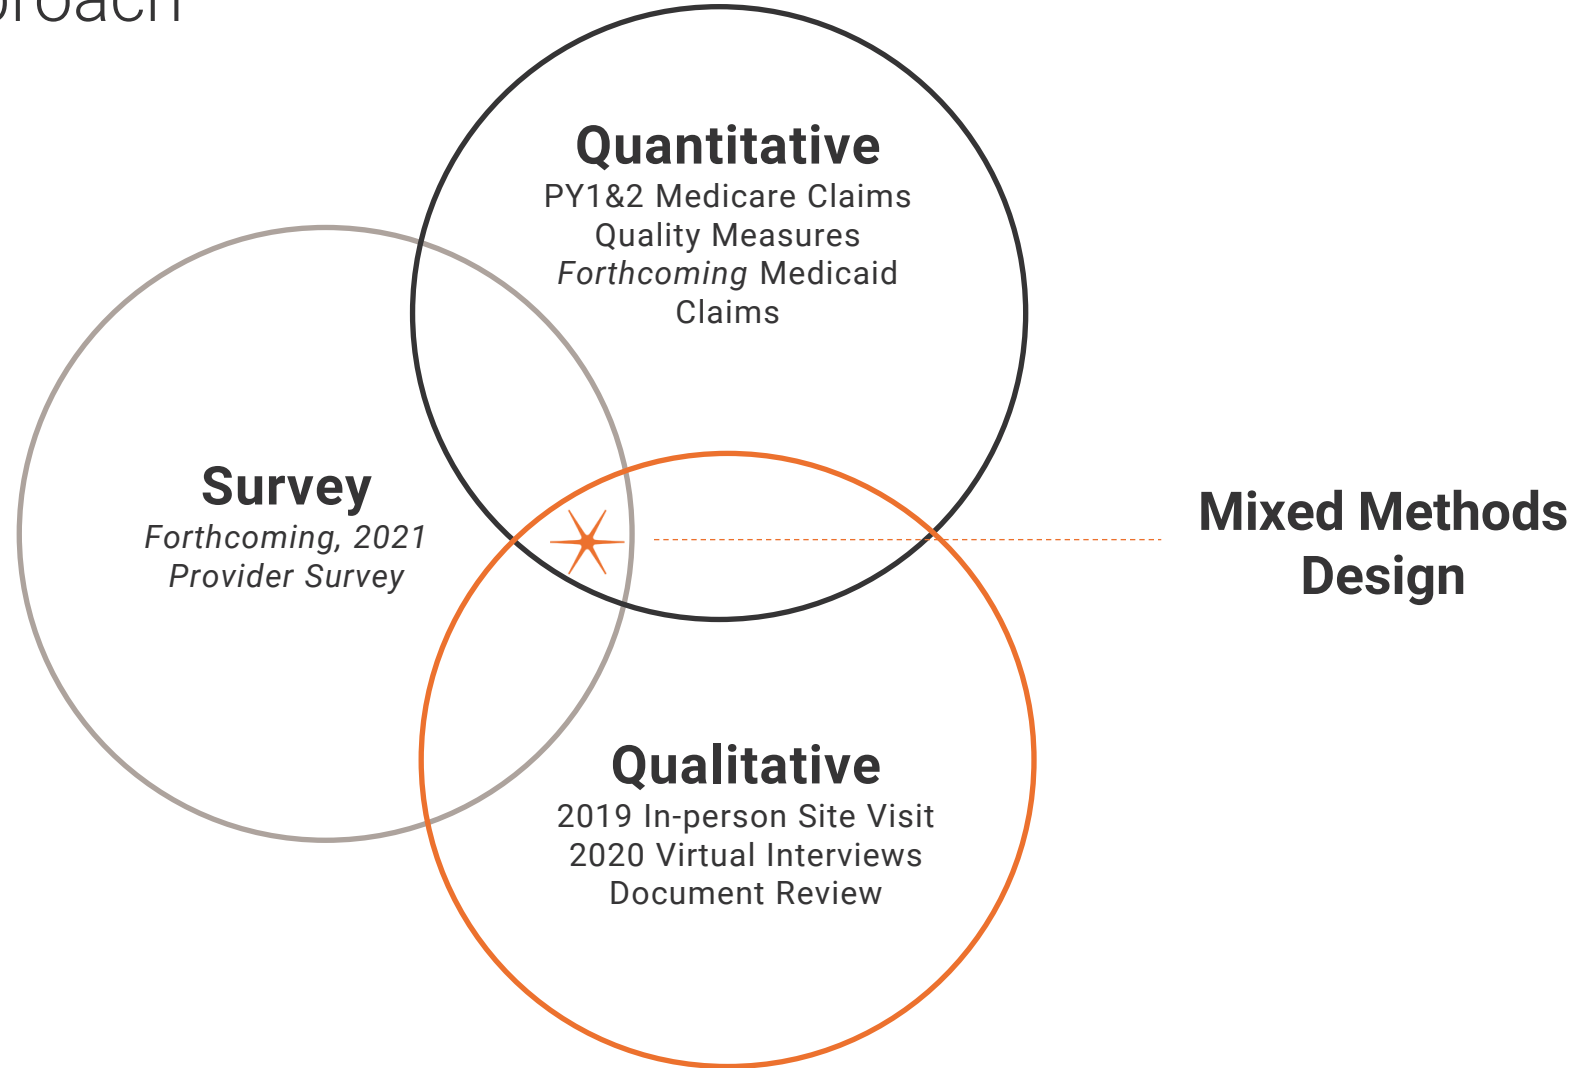 Quantitative
PY1&2 Medicare Claims
Quality Measures
Forthcoming Medicaid
Claims
Survey
Forthcoming, 2021
Provider Survey
Mixed Methods
Design
Qualitative
2019 In-person Site Visit
2020 Virtual Interviews
Document Review